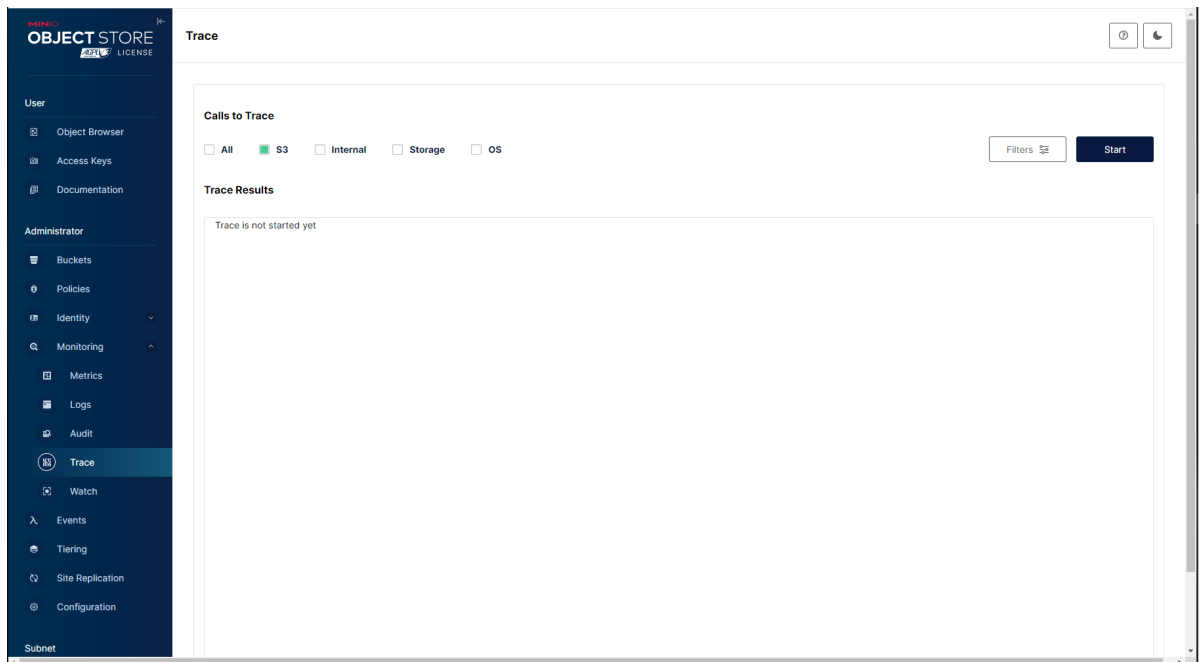 MINIO
OBJECT STORE
AGPLv3 LICENSE
User
Object Browser
Access Keys
Documentation
Administrator
Buckets
Policies
Identity
Monitoring
Metrics
Logs
Audit
Trace
Watch
Events
Tiering
Site Replication
Configuration
Subnet
Trace
Calls to Trace
All S3 Internal Storage OS Filters Start
Trace Results
Trace is not started yet